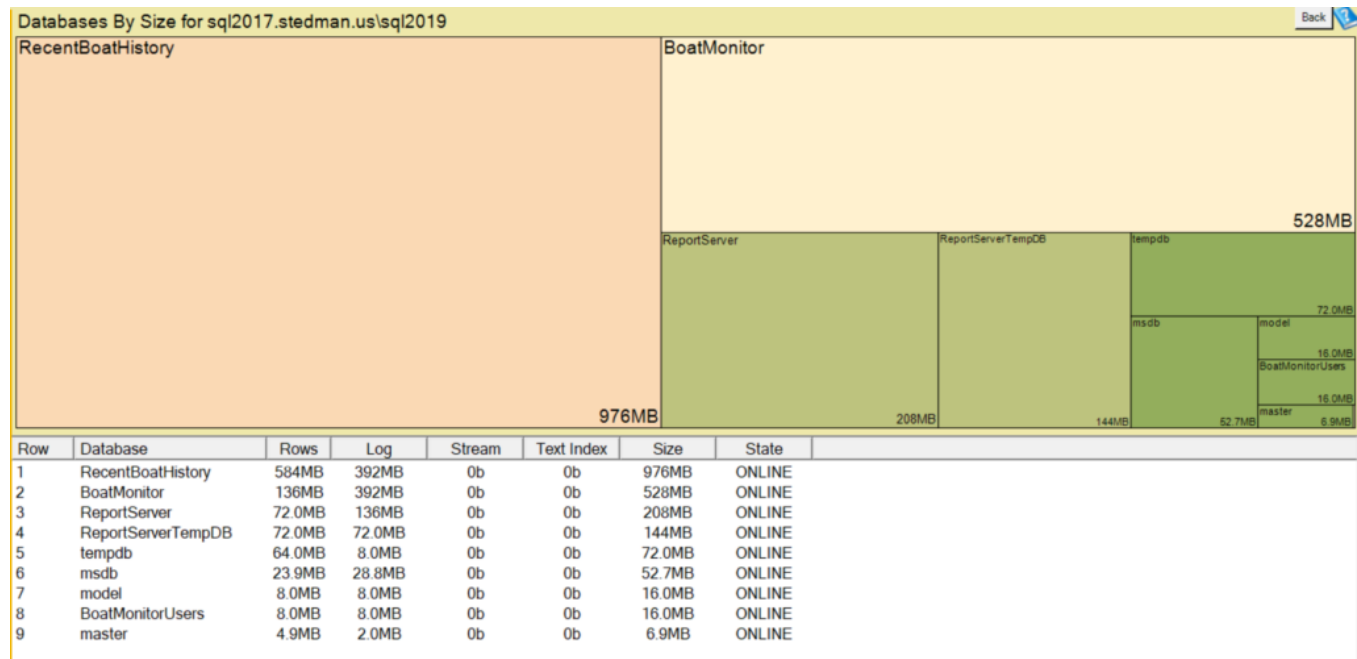 Databases By Size for sql2017.stedman.us\sql2019
Back
RecentBoatHistory
976MB
BoatMonitor
528MB
ReportServer
208MB
ReportServerTempDB
144MB
tempdb
72.0MB
msdb
52.7MB
model
16.0MB
BoatMonitorUsers
16.0MB
master
6.9MB
Row Database Rows Log Stream Text Index Size State
1 RecentBoatHistory 584MB 392MB 0b 0b 976MB ONLINE
2 BoatMonitor 136MB 392MB 0b 0b 528MB ONLINE
3 ReportServer 72.0MB 136MB 0b 0b 208MB ONLINE
4 ReportServerTempDB 72.0MB 72.0MB 0b 0b 144MB ONLINE
5 tempdb 64.0MB 8.0MB 0b 0b 72.0MB ONLINE
6 msdb 23.9MB 28.8MB 0b 0b 52.7MB ONLINE
7 model 8.0MB 8.0MB 0b 0b 16.0MB ONLINE
8 BoatMonitorUsers 8.0MB 8.0MB 0b 0b 16.0MB ONLINE
9 master 4.9MB 2.0MB 0b 0b 6.9MB ONLINE